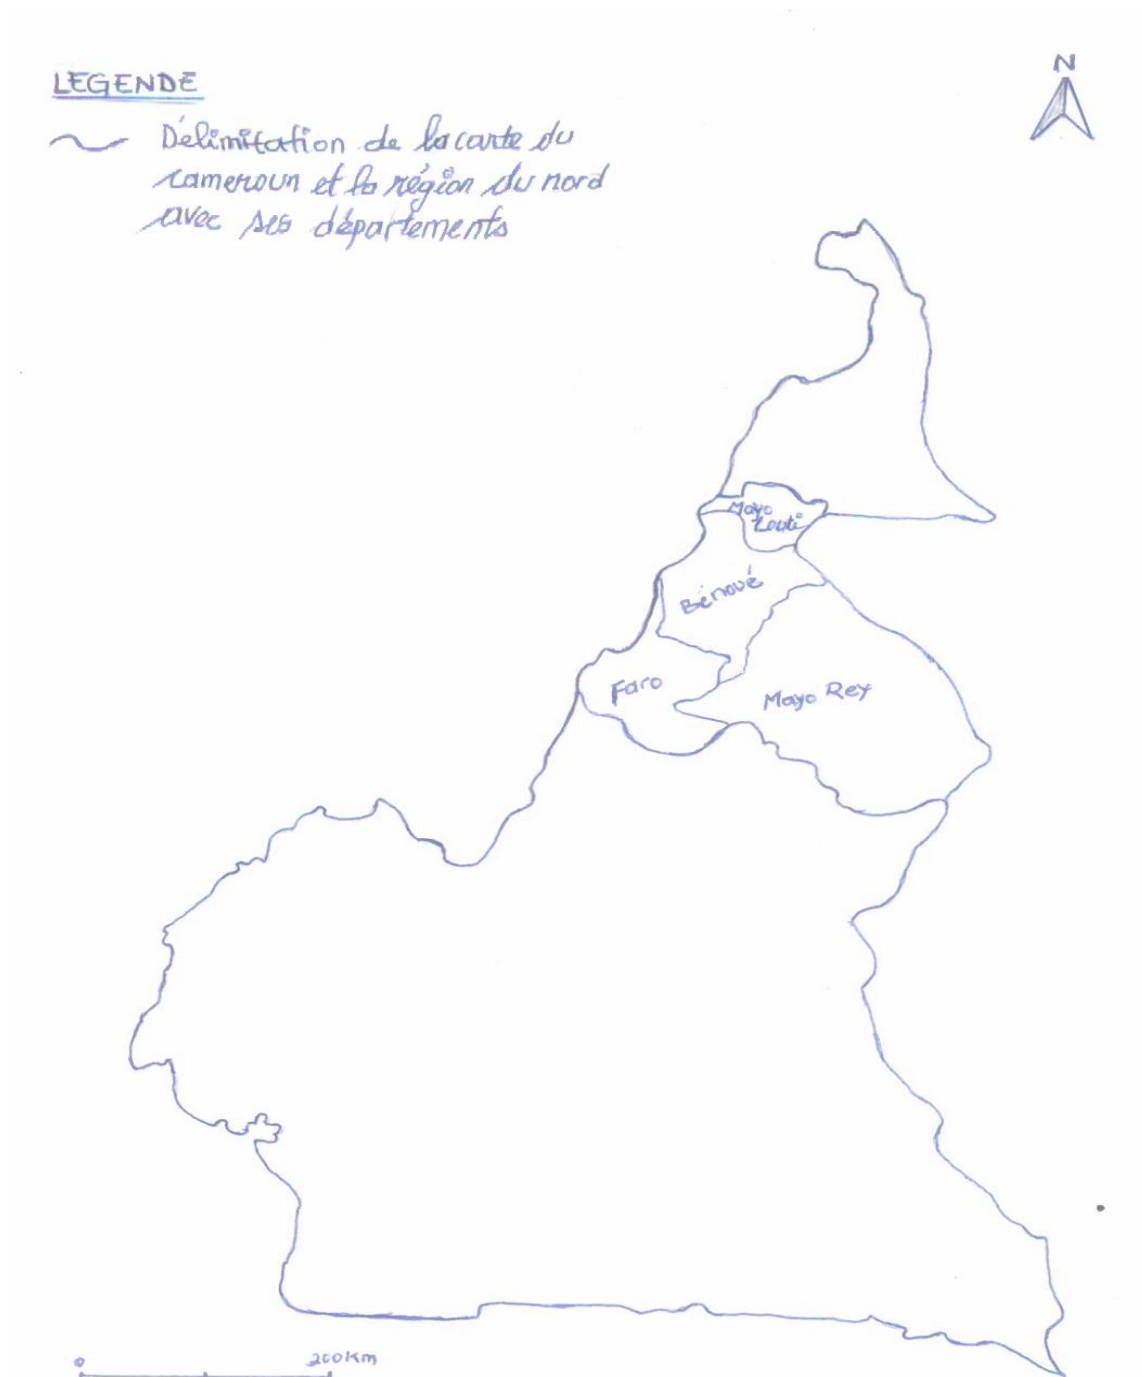 LEGENDE
N
Délimitation de la carte du
cameroun et la région du nord
avec ses départements
Mayo
Louti
Bénoué
Faro
Mayo Rey
0 200Km